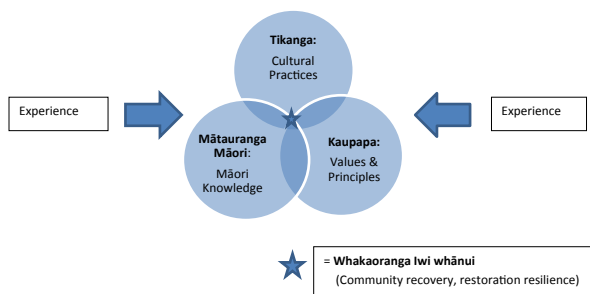 Tikanga:
Cultural
Practices
Experience
Experience
Mātauranga
Māori:
Māori
Knowledge
Kaupapa:
Values &
Principles
= Whakaoranga Iwi whānui
(Community recovery, restoration resilience)